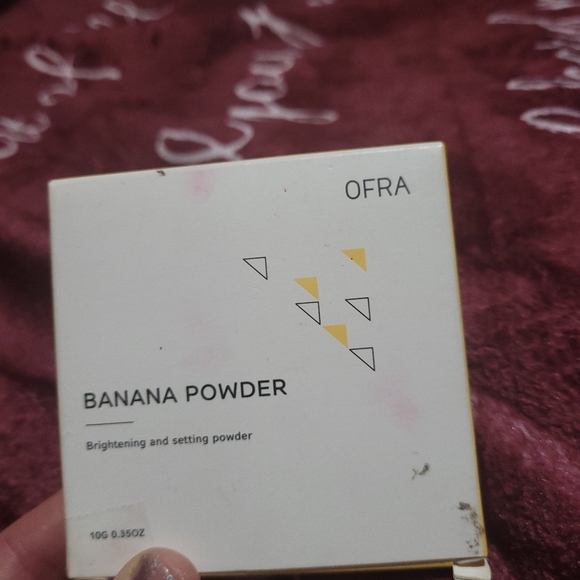 OFRA
BANANA POWDER
Brightening and setting powder
10G 0.35OZ